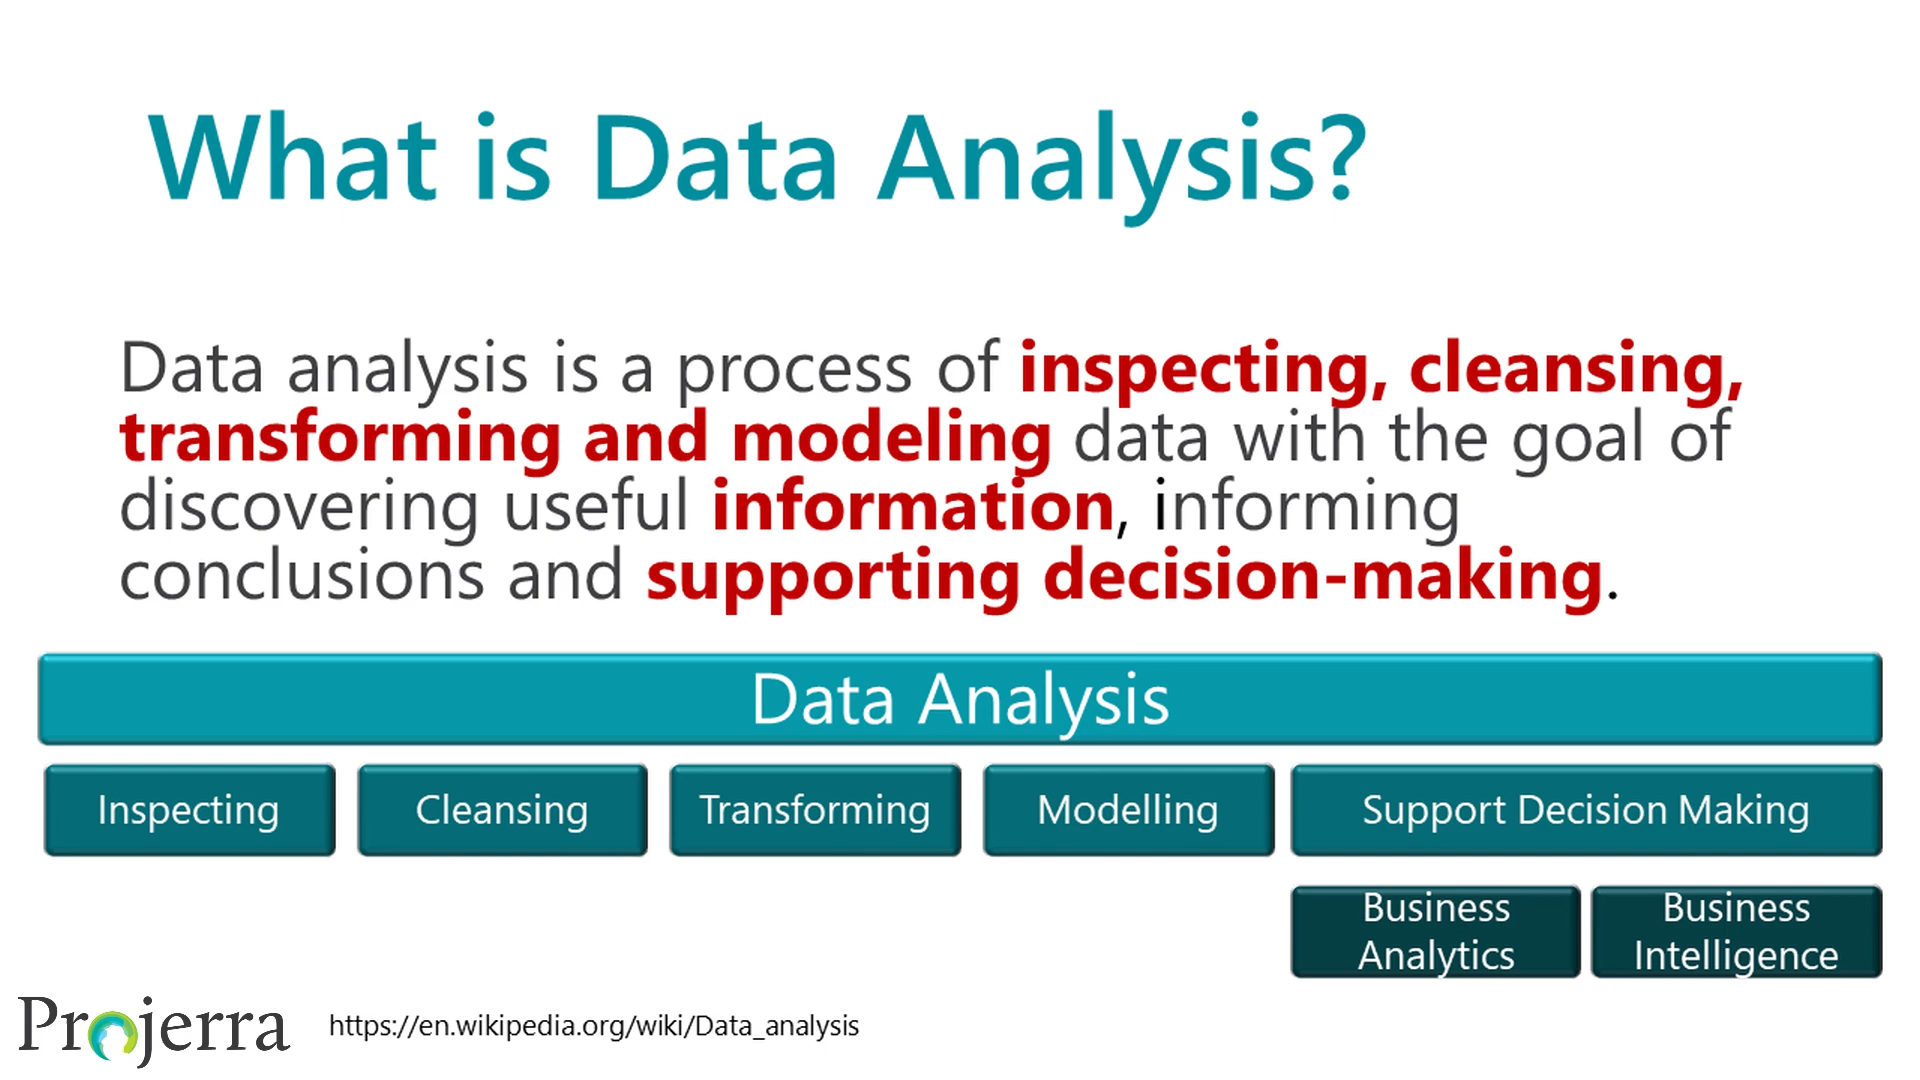 What is Data Analysis?
Data analysis is a process of inspecting, cleansing,
transforming and modeling data with the goal of
discovering useful information, informing
conclusions and supporting decision-making.
Data Analysis
Inspecting
Cleansing
Transforming
Modelling
Support Decision Making
Business
Analytics
Business
Intelligence
Projerra
https://en.wikipedia.org/wiki/Data_analysis